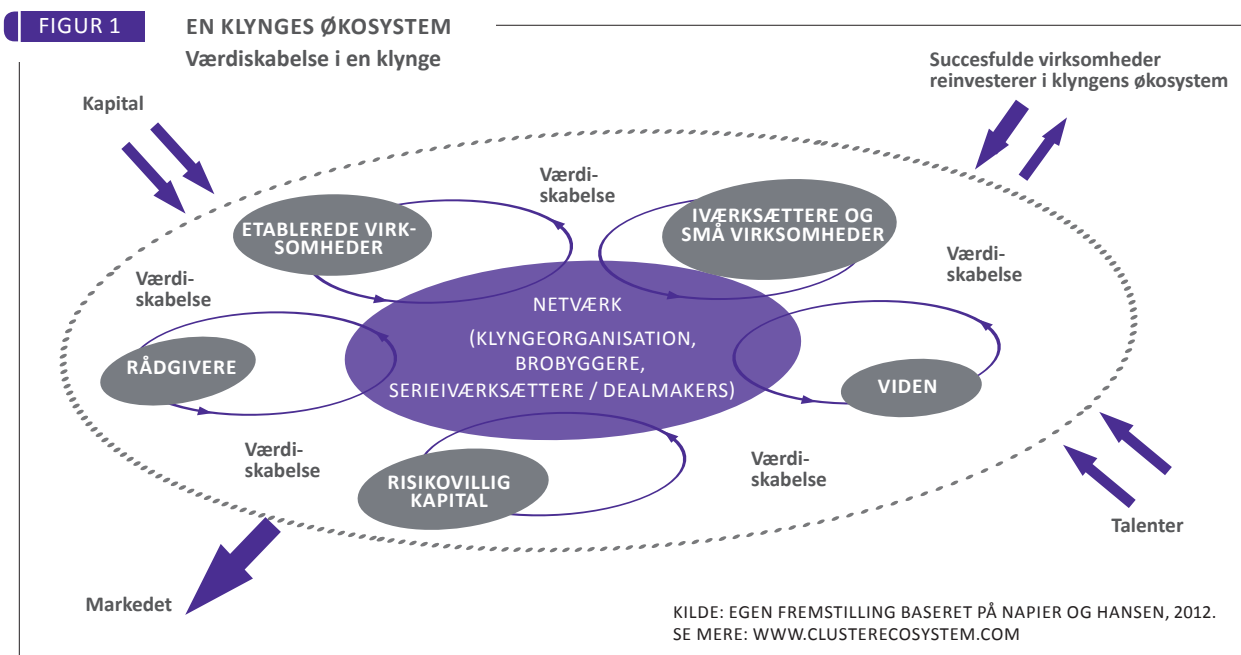 FIGUR 1
EN KLYNGES ØKOSYSTEM
Værdiskabelse i en klynge
Kapital
Succesfulde virksomheder
reinvesterer i klyngens økosystem
Værdi-
skabelse
ETABLEREDE VIRK-
SOMHEDER
IVÆRKSÆTTERE OG
SMÅ VIRKSOMHEDER
Værdi-
skabelse
Værdi-
skabelse
NETVÆRK
(KLYNGEORGANISATION,
BROBYGGERE,
SERIEIVÆRKSÆTTERE / DEALMAKERS)
RÅDGIVERE
VIDEN
Værdi-
skabelse
Værdi-
skabelse
RISIKOVILLIG
KAPITAL
Talenter
Markedet
KILDE: EGEN FREMSTILLING BASERET PÅ NAPIER OG HANSEN, 2012.
SE MERE: WWW.CLUSTERECOSYSTEM.COM